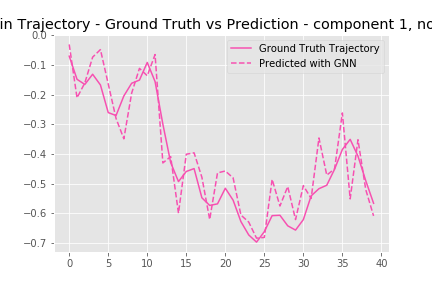 in Trajectory - Ground Truth vs Prediction - component 1, no
Ground Truth Trajectory
Predicted with GNN
0.0
−0.1
−0.2
−0.3
−0.4
−0.5
−0.6
−0.7
0 5 10 15 20 25 30 35 40